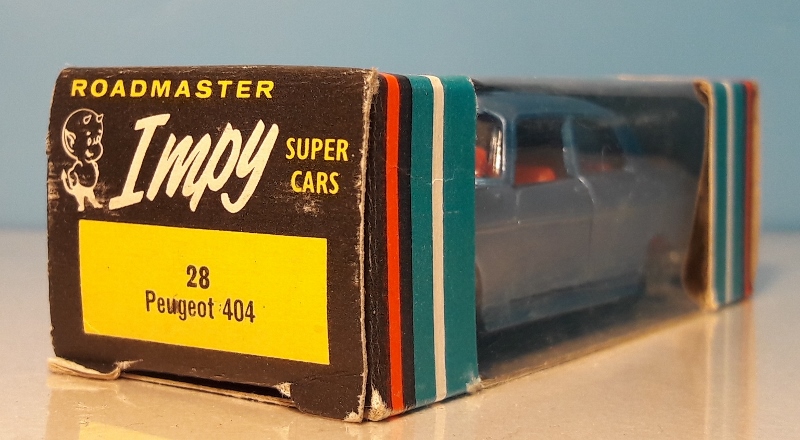 ROADMASTER
Impy
SUPER
CARS
28
Peugeot 404